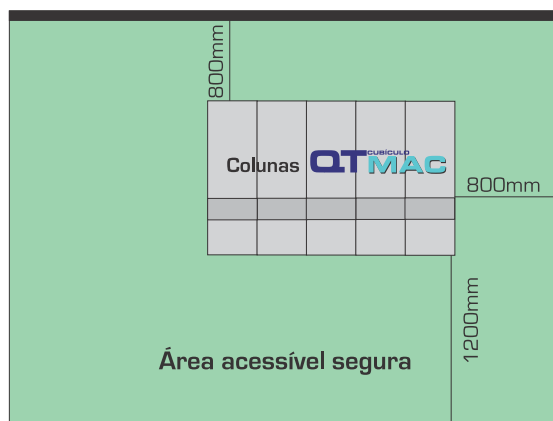 800mm
CUBÍCULO
Colunas QTMAC
800mm
1200mm
Área acessível segura